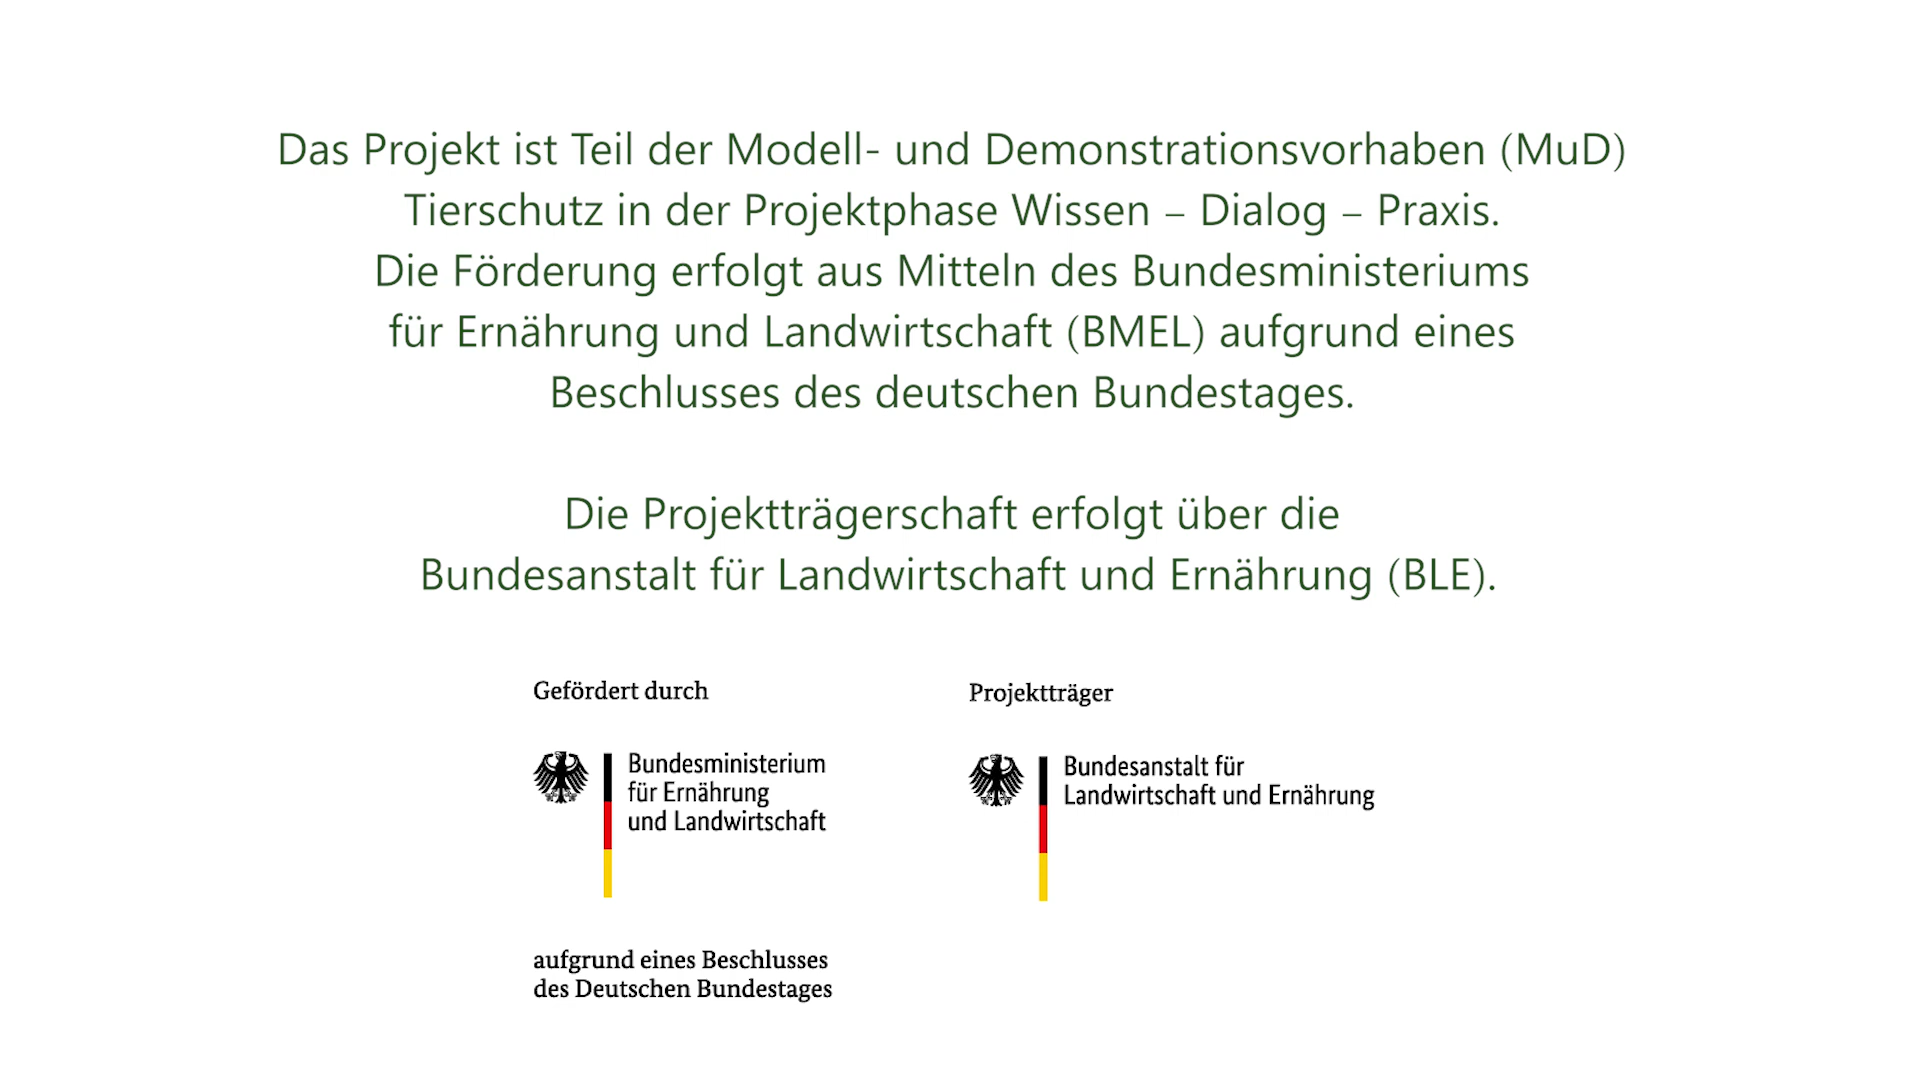 Das Projekt ist Teil der Modell- und Demonstrationsvorhaben (MuD)
Tierschutz in der Projektphase Wissen – Dialog – Praxis.
Die Förderung erfolgt aus Mitteln des Bundesministeriums
für Ernährung und Landwirtschaft (BMEL) aufgrund eines
Beschlusses des deutschen Bundestages.
Die Projektträgerschaft erfolgt über die
Bundesanstalt für Landwirtschaft und Ernährung (BLE).
Gefördert durch
Bundesministerium
für Ernährung
und Landwirtschaft
aufgrund eines Beschlusses
des Deutschen Bundestages
Projektträger
Bundesanstalt für
Landwirtschaft und Ernährung